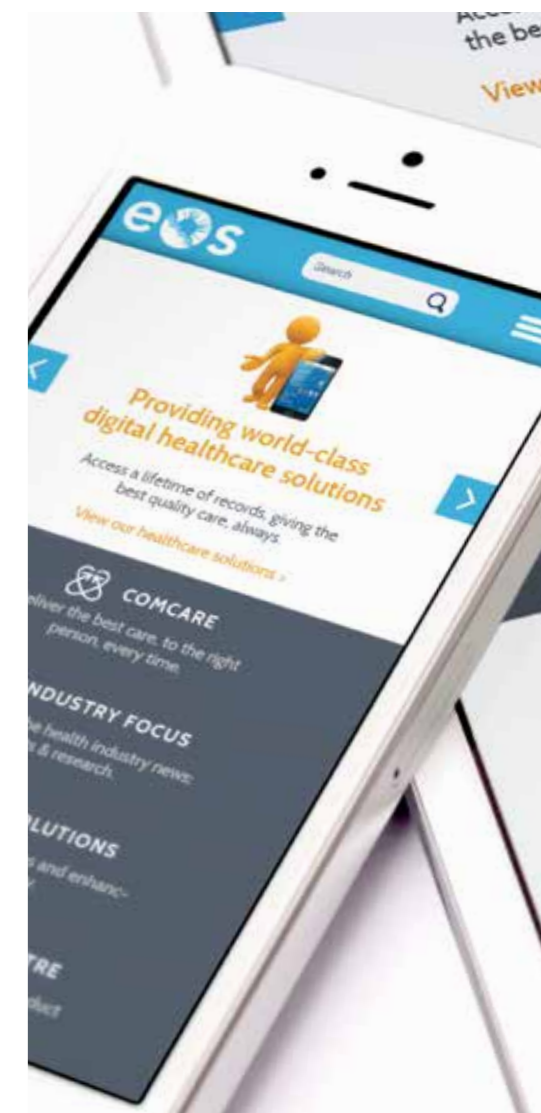 the be
View
eos
Search
Providing world-class
digital healthcare solutions
Access a lifetime of records, giving the
best quality care, always.
View our healthcare solutions »
COMCARE
eliver the best care, to the right
person, every time.
NDUSTRY FOCUS
he health industry news:
s & research.
LUTIONS
s and enhanc-
y.
TRE
duct